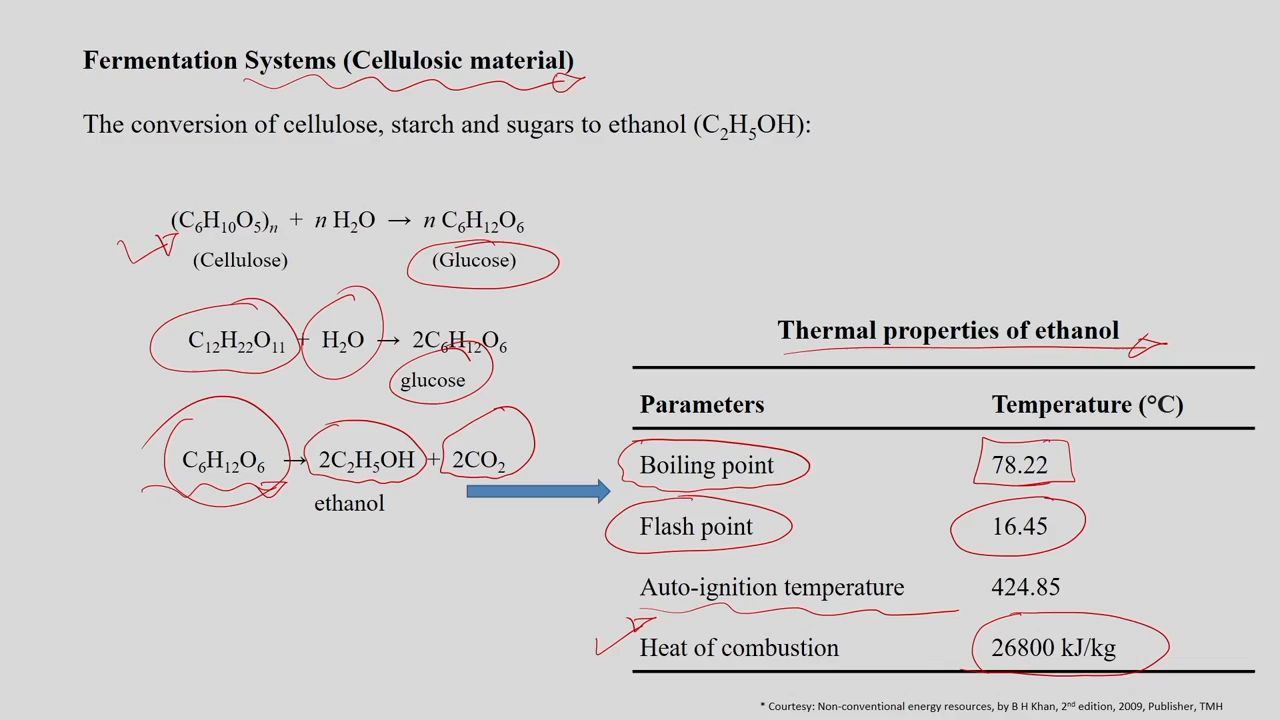 Fermentation Systems (Cellulosic material)
The conversion of cellulose, starch and sugars to ethanol (C₂H₅OH):
(C₆H₁₀O₅)ₙ + n H₂O → n C₆H₁₂O₆
(Cellulose) (Glucose)
C₁₂H₂₂O₁₁ + H₂O → 2C₆H₁₂O₆
glucose
C₆H₁₂O₆ → 2C₂H₅OH + 2CO₂
ethanol
Thermal properties of ethanol
Parameters Temperature (°C)
Boiling point 78.22
Flash point 16.45
Auto-ignition temperature 424.85
Heat of combustion 26800 kJ/kg
* Courtesy: Non-conventional energy resources, by B H Khan, 2nd edition, 2009, Publisher, TMH